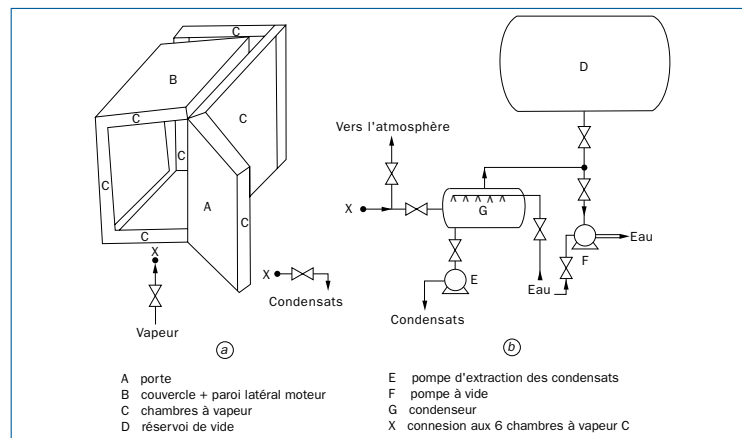 C
B
C
C
C
C
A
C
C
X
X
Condensats
Vapeur
a
D
Vers l'atmosphère
X
G
E
F
Eau
Eau
Condensats
b
A porte
B couvercle + paroi latéral moteur
C chambres à vapeur
D réservoi de vide
E pompe d'extraction des condensats
F pompe à vide
G condenseur
X connesion aux 6 chambres à vapeur C